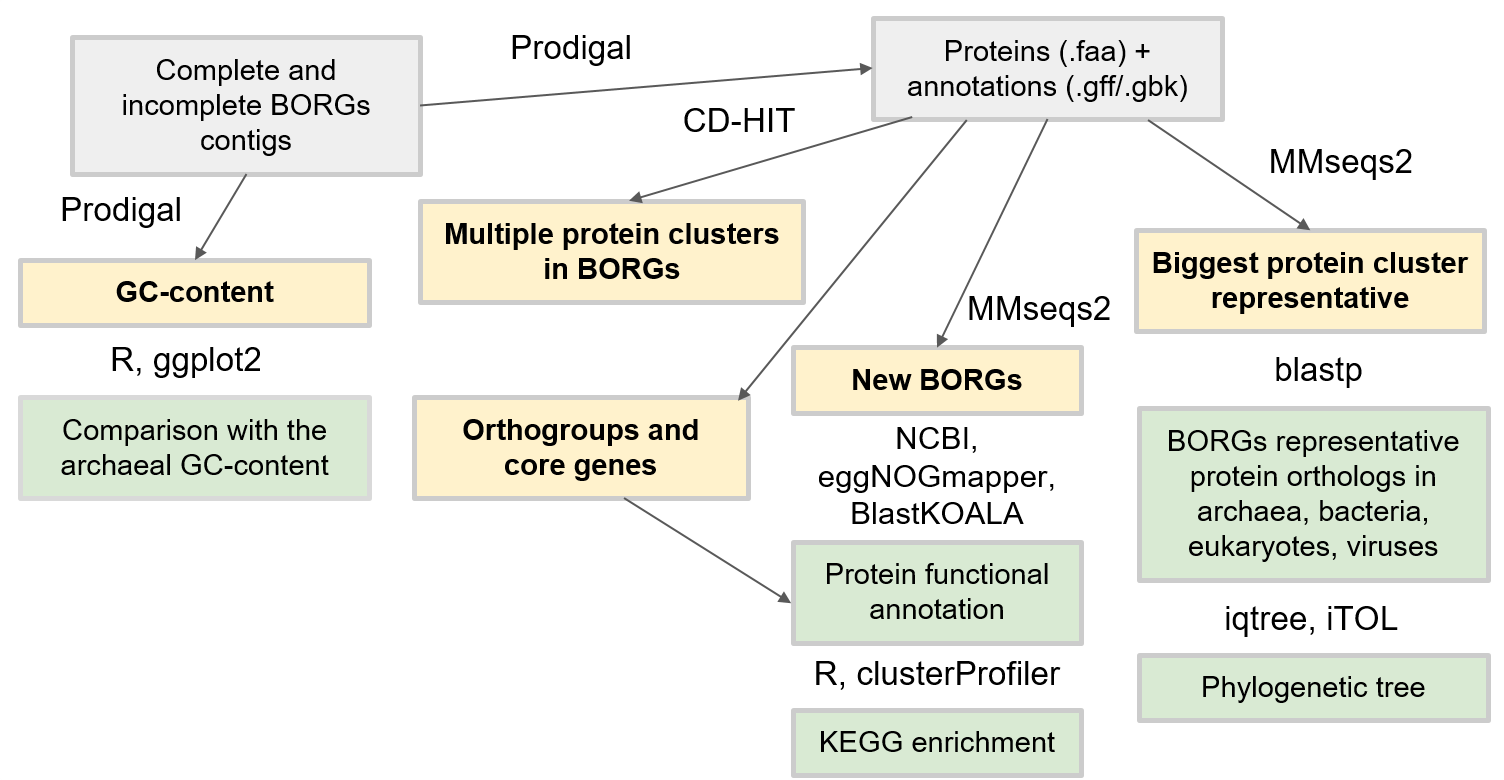 Complete and
incomplete BORGs
contigs
Prodigal
Proteins (.faa) +
annotations (.gff/.gbk)
Prodigal
GC-content
R, ggplot2
Comparison with the
archaeal GC-content
CD-HIT
Multiple protein clusters
in BORGs
Orthogroups and
core genes
MMseqs2
New BORGs
NCBI,
eggNOGmapper,
BlastKOALA
Protein functional
annotation
R, clusterProfiler
KEGG enrichment
MMseqs2
Biggest protein cluster
representative
blastp
BORGs representative
protein orthologs in
archaea, bacteria,
eukaryotes, viruses
iqtree, iTOL
Phylogenetic tree